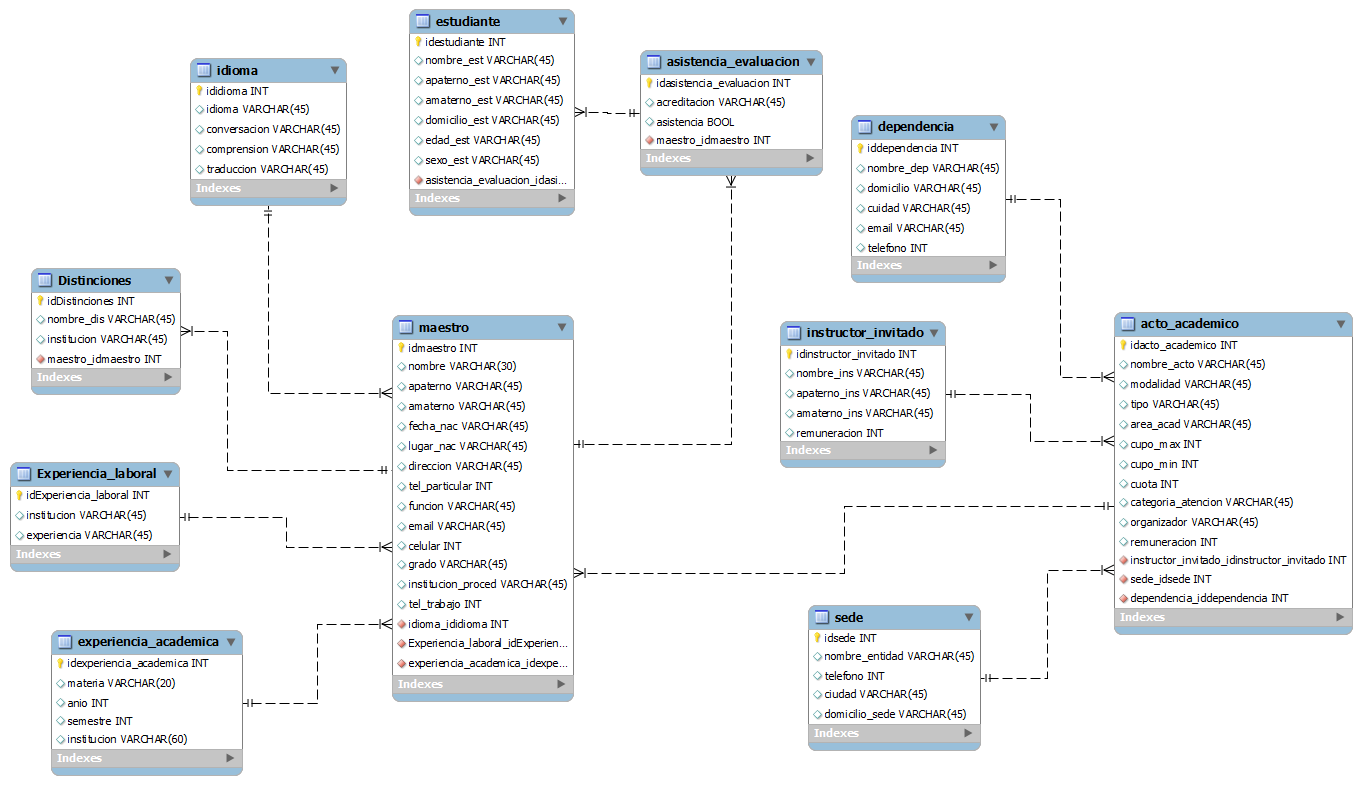 estudiante
idestudiante INT
nombre_est VARCHAR(45)
apaterno_est VARCHAR(45)
amaterno_est VARCHAR(45)
domicilio_est VARCHAR(45)
edad_est VARCHAR(45)
sexo_est VARCHAR(45)
asistencia_evaluacion_idasi...
Indexes
idioma
ididioma INT
idioma VARCHAR(45)
conversacion VARCHAR(45)
comprension VARCHAR(45)
traduccion VARCHAR(45)
Indexes
asistencia_evaluacion
idasistencia_evaluacion INT
acreditacion VARCHAR(45)
asistencia BOOL
maestro_idmaestro INT
Indexes
dependencia
iddependencia INT
nombre_dep VARCHAR(45)
domicilio VARCHAR(45)
cuidad VARCHAR(45)
email VARCHAR(45)
telefono INT
Indexes
Distinciones
idDistinciones INT
nombre_dis VARCHAR(45)
institucion VARCHAR(45)
maestro_idmaestro INT
Indexes
maestro
idmaestro INT
nombre VARCHAR(30)
apaterno VARCHAR(45)
amaterno VARCHAR(45)
fecha_nac VARCHAR(45)
lugar_nac VARCHAR(45)
direccion VARCHAR(45)
tel_particular INT
funcion VARCHAR(45)
email VARCHAR(45)
celular INT
grado VARCHAR(45)
institucion_proced VARCHAR(45)
tel_trabajo INT
idioma_ididioma INT
Experiencia_laboral_idExperien...
experiencia_academica_idexpe...
Indexes
instructor_invitado
idinstructor_invitado INT
nombre_ins VARCHAR(45)
apaterno_ins VARCHAR(45)
amaterno_ins VARCHAR(45)
remuneracion INT
Indexes
acto_academico
idacto_academico INT
nombre_acto VARCHAR(45)
modalidad VARCHAR(45)
tipo VARCHAR(45)
area_acad VARCHAR(45)
cupo_max INT
cupo_min INT
cuota INT
categoria_atencion VARCHAR(45)
organizador VARCHAR(45)
remuneracion INT
instructor_invitado_idinstructor_invitado INT
sede_idsede INT
dependencia_iddependencia INT
Indexes
Experiencia_laboral
idExperiencia_laboral INT
institucion VARCHAR(45)
experiencia VARCHAR(45)
Indexes
experiencia_academica
idexperiencia_academica INT
materia VARCHAR(20)
anio INT
semestre INT
institucion VARCHAR(60)
Indexes
sede
idsede INT
nombre_entidad VARCHAR(45)
telefono INT
ciudad VARCHAR(45)
domicilio_sede VARCHAR(45)
Indexes